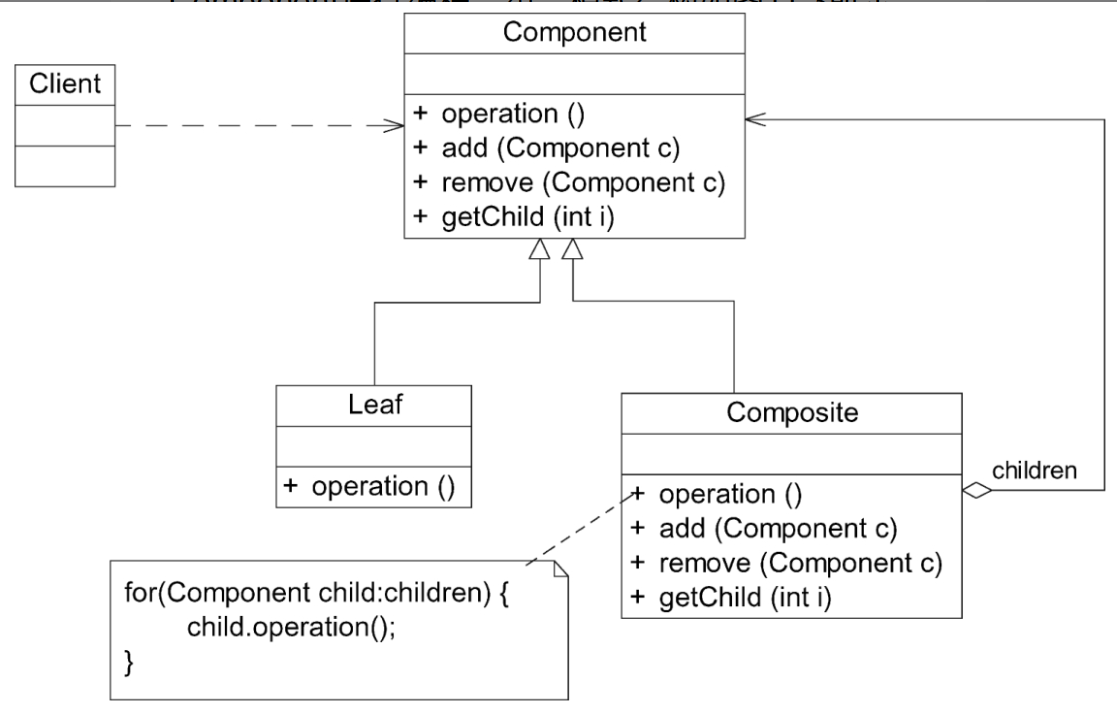 Component
Client
+ operation ()
+ add (Component c)
+ remove (Component c)
+ getChild (int i)
Leaf
+ operation ()
Composite
+ operation ()
+ add (Component c)
+ remove (Component c)
+ getChild (int i)
children
for(Component child:children) {
child.operation();
}